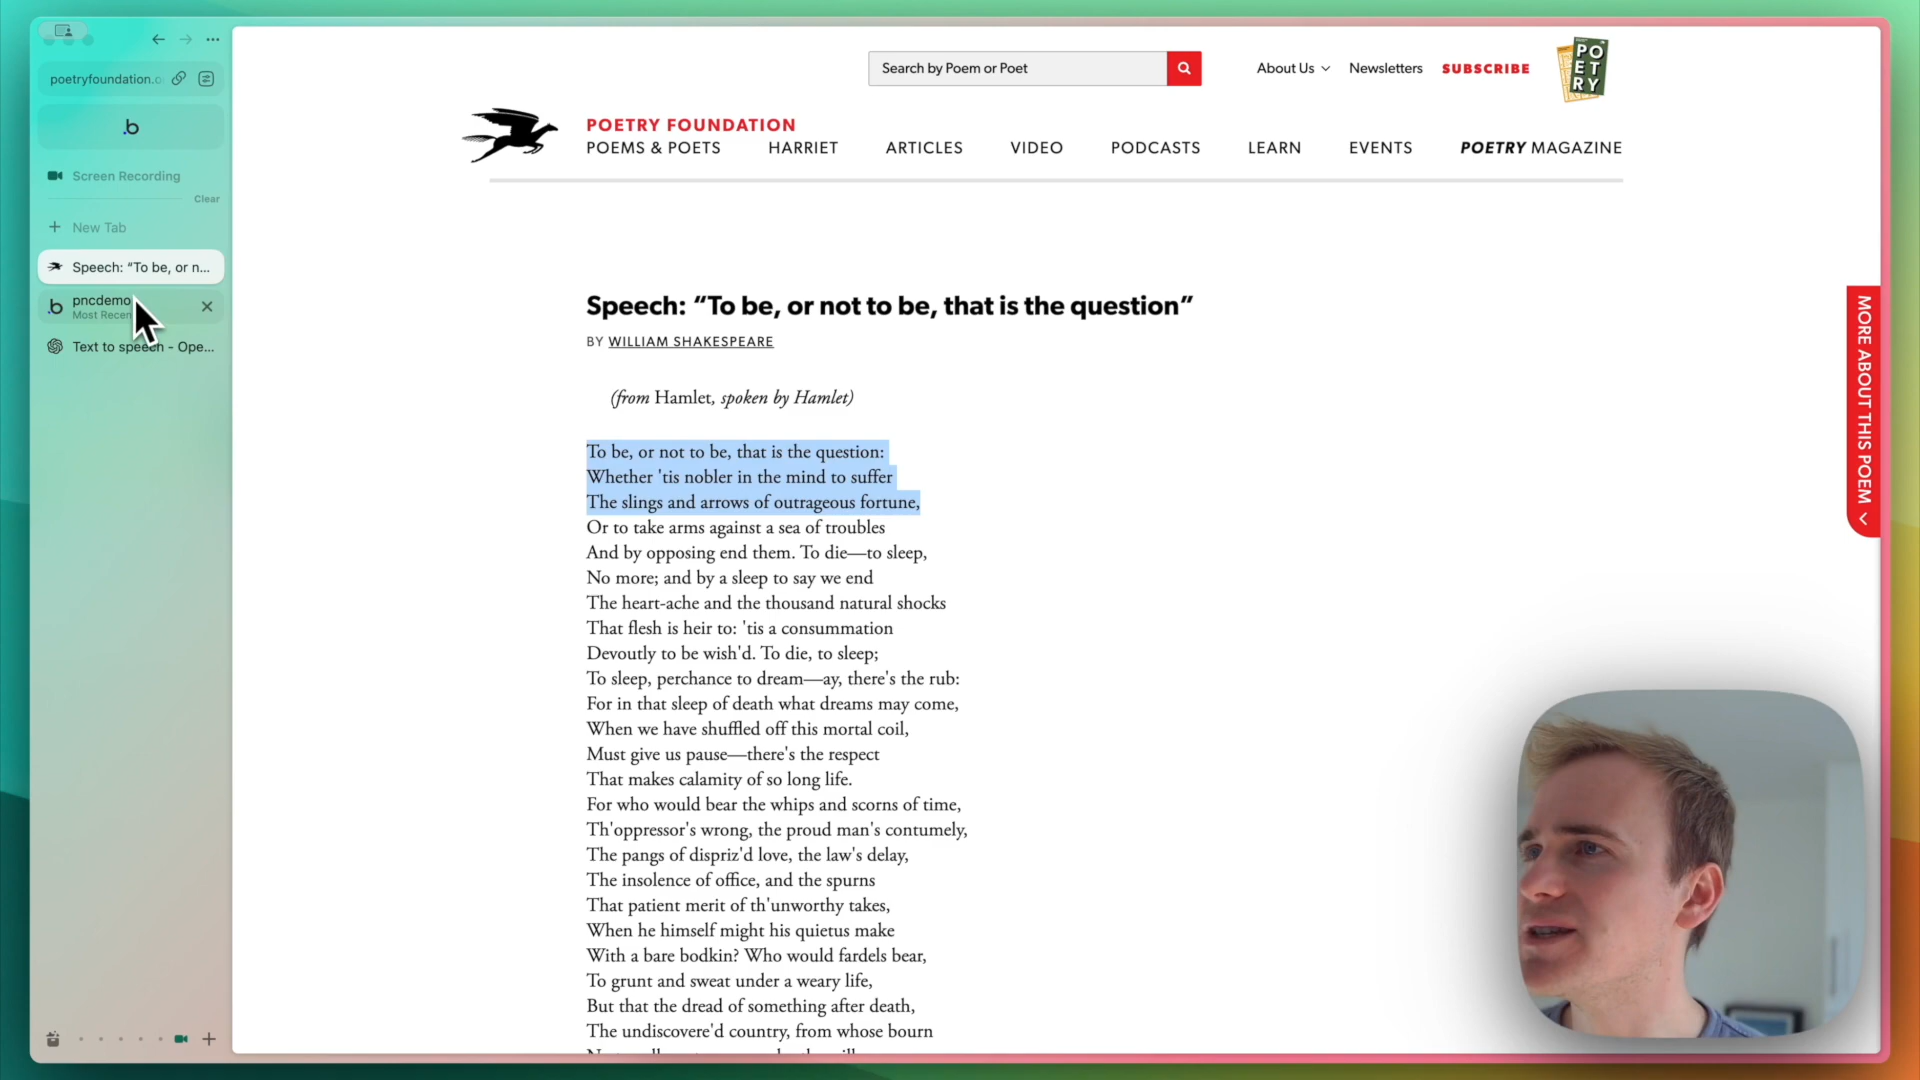 poetryfoundation.o
.b
Screen Recording
Clear
New Tab
Speech: “To be, or n...
pncdemo
Most Recen
Text to speech - Ope...
Search by Poem or Poet
About Us
Newsletters
SUBSCRIBE
PO
ET
RY
POETRY FOUNDATION
POEMS & POETS
HARRIET
ARTICLES
VIDEO
PODCASTS
LEARN
EVENTS
POETRY MAGAZINE
Speech: “To be, or not to be, that is the question”
BY WILLIAM SHAKESPEARE
(from Hamlet, spoken by Hamlet)
To be, or not to be, that is the question:
Whether 'tis nobler in the mind to suffer
The slings and arrows of outrageous fortune,
Or to take arms against a sea of troubles
And by opposing end them. To die—to sleep,
No more; and by a sleep to say we end
The heart-ache and the thousand natural shocks
That flesh is heir to: 'tis a consummation
Devoutly to be wish'd. To die, to sleep;
To sleep, perchance to dream—ay, there's the rub:
For in that sleep of death what dreams may come,
When we have shuffled off this mortal coil,
Must give us pause—there's the respect
That makes calamity of so long life.
For who would bear the whips and scorns of time,
Th'oppressor's wrong, the proud man's contumely,
The pangs of dispriz'd love, the law's delay,
The insolence of office, and the spurns
That patient merit of th'unworthy takes,
When he himself might his quietus make
With a bare bodkin? Who would fardels bear,
To grunt and sweat under a weary life,
But that the dread of something after death,
The undiscovere'd country, from whose bourn
MORE ABOUT THIS POEM